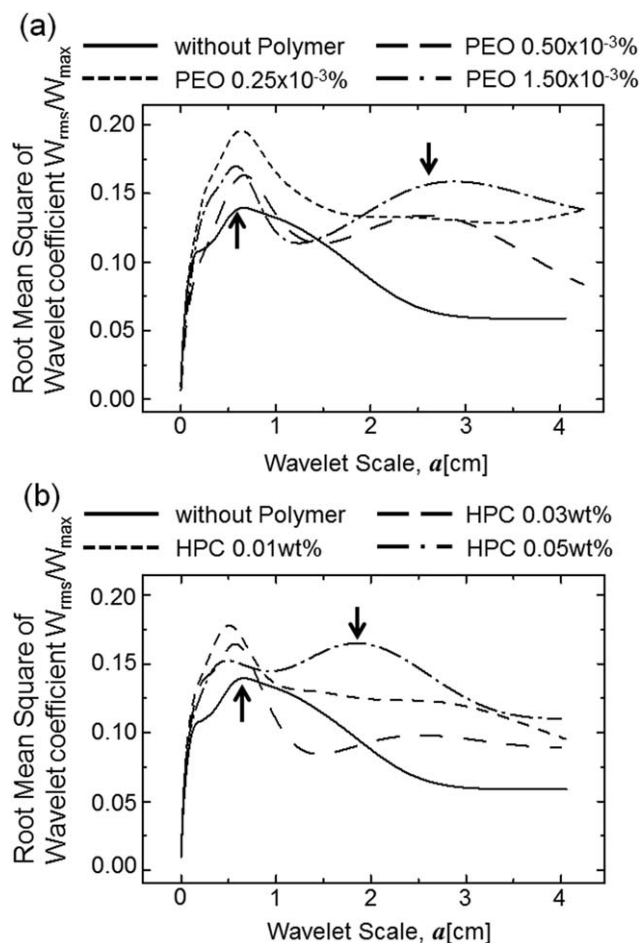 (a)
without Polymer
PEO 0.50x10-3%
PEO 0.25x10-3%
PEO 1.50x10-3%
Root Mean Square of
Wavelet coefficient Wrms/Wmax
0.20
0.15
0.10
0.05
0.00
0 1 2 3 4
Wavelet Scale, a[cm]
(b)
without Polymer
HPC 0.03wt%
HPC 0.01wt%
HPC 0.05wt%
Root Mean Square of
Wavelet coefficient Wrms/Wmax
0.20
0.15
0.10
0.05
0.00
0 1 2 3 4
Wavelet Scale, a[cm]